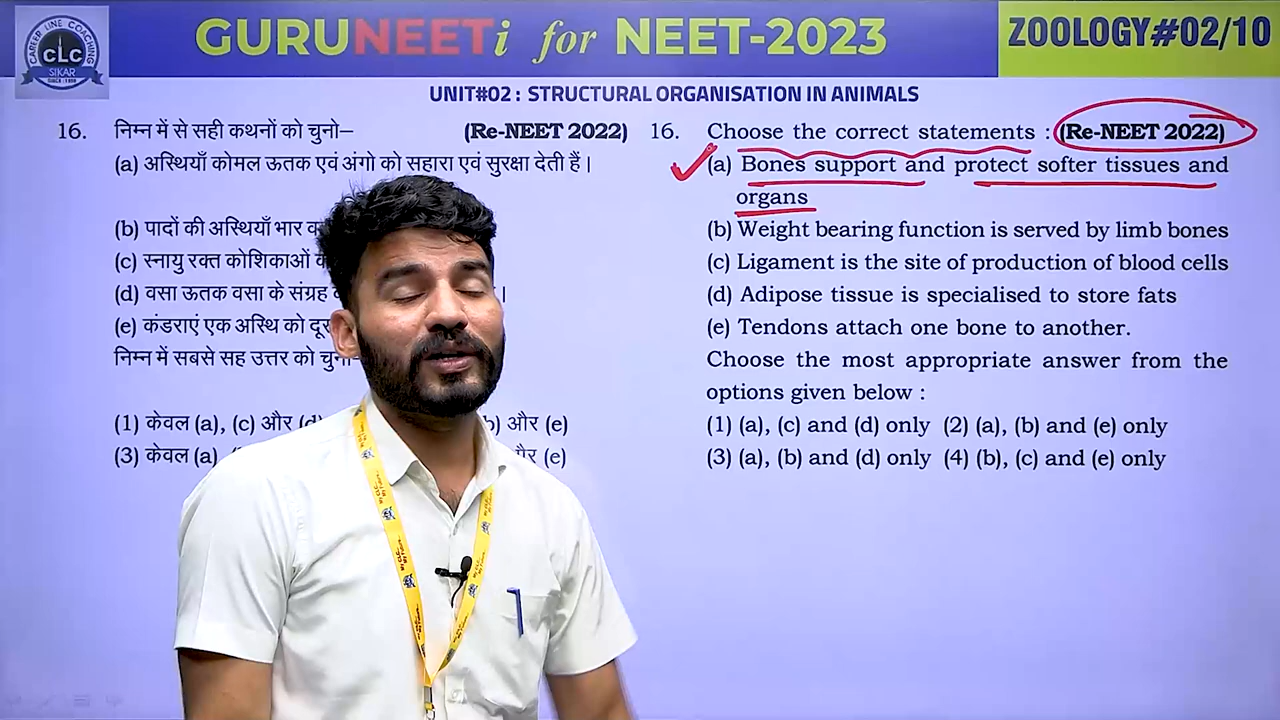 CAREER LINE COACHING
CLC
SIKAR
SINCE : 1996
GURUNEETi for NEET-2023
ZOOLOGY#02/10
UNIT#02 : STRUCTURAL ORGANISATION IN ANIMALS
16. निम्न में से सही कथनों को चुनो– (Re-NEET 2022)
(a) अस्थियाँ कोमल ऊतक एवं अंगो को सहारा एवं सुरक्षा देती हैं।
(b) पादों की अस्थियाँ भार
(c) स्नायु रक्त कोशिकाओं
(d) वसा ऊतक वसा के संग्रह
(e) कंडराएं एक अस्थि को
निम्न में सबसे सह उत्तर को
(1) केवल (a), (c) और (d) और (e)
(3) केवल (a) (e)
16. Choose the correct statements : (Re-NEET 2022)
(a) Bones support and protect softer tissues and
organs
(b) Weight bearing function is served by limb bones
(c) Ligament is the site of production of blood cells
(d) Adipose tissue is specialised to store fats
(e) Tendons attach one bone to another.
Choose the most appropriate answer from the
options given below :
(1) (a), (c) and (d) only (2) (a), (b) and (e) only
(3) (a), (b) and (d) only (4) (b), (c) and (e) only